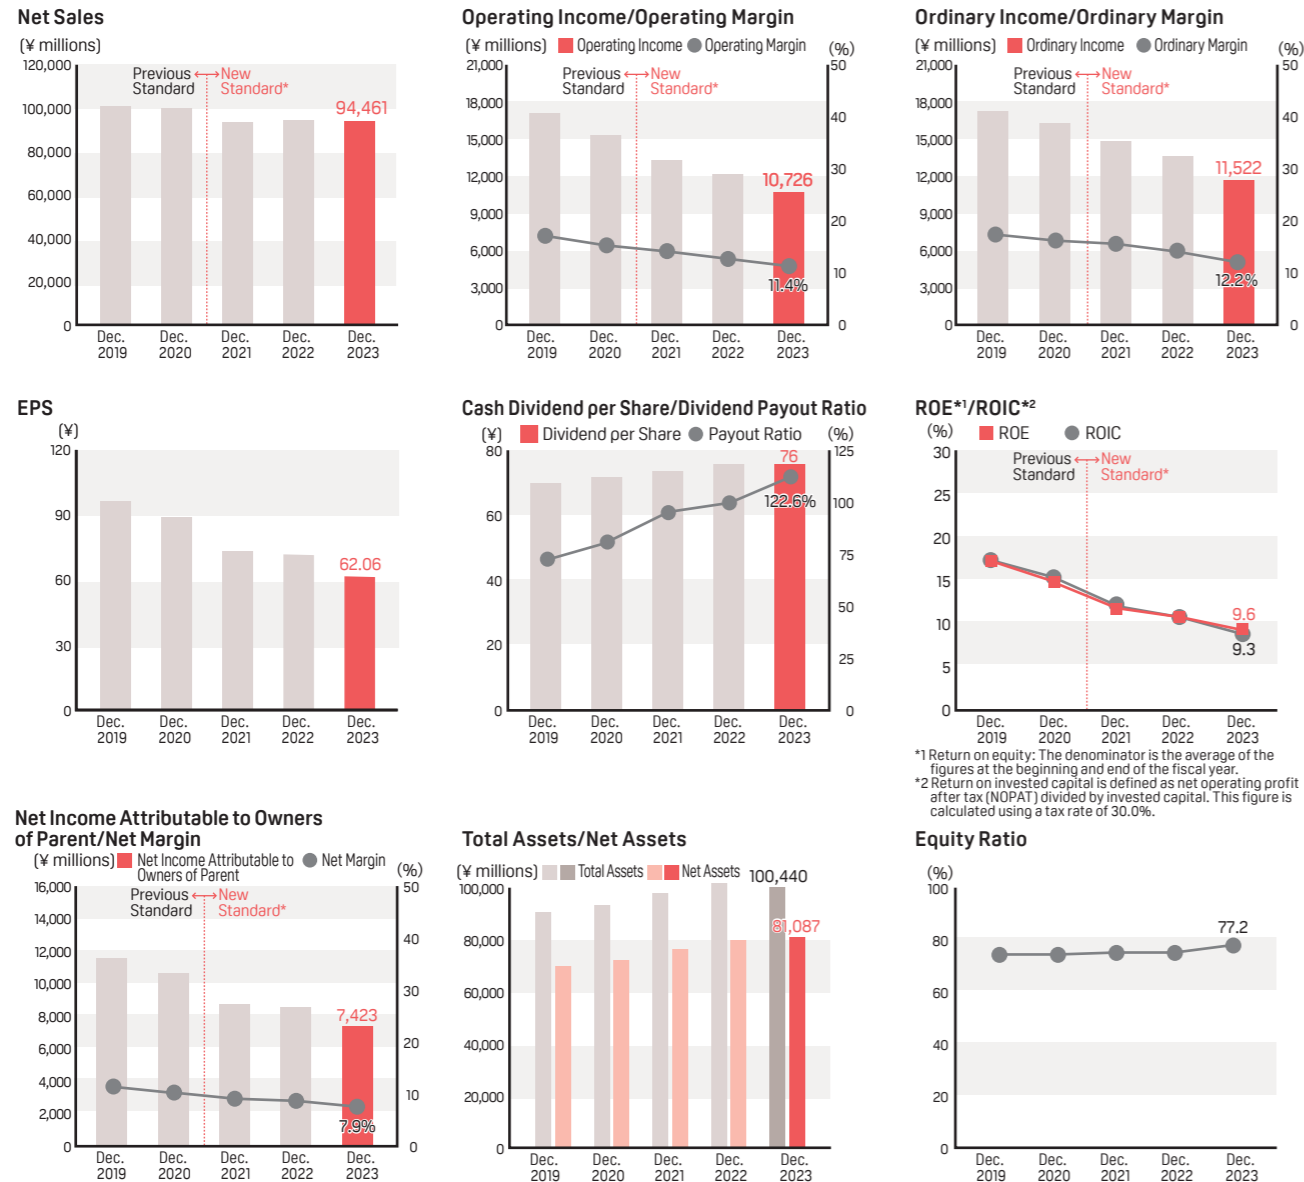 Net Sales
(¥ millions)
120,000
100,000
80,000
60,000
40,000
20,000
0
Previous
Standard
New
Standard*
94,461
Dec.
2019
Dec.
2020
Dec.
2021
Dec.
2022
Dec.
2023
Operating Income/Operating Margin
(¥ millions)
Operating Income
Operating Margin
(%)
21,000
18,000
15,000
12,000
9,000
6,000
3,000
0
50
40
30
20
10
0
Previous
Standard
New
Standard*
10,726
11.4%
Dec.
2019
Dec.
2020
Dec.
2021
Dec.
2022
Dec.
2023
Ordinary Income/Ordinary Margin
(¥ millions)
Ordinary Income
Ordinary Margin
(%)
21,000
18,000
15,000
12,000
9,000
6,000
3,000
0
50
40
30
20
10
0
Previous
Standard
New
Standard*
11,522
12.2%
Dec.
2019
Dec.
2020
Dec.
2021
Dec.
2022
Dec.
2023
EPS
(¥)
120
90
60
30
0
62.06
Dec.
2019
Dec.
2020
Dec.
2021
Dec.
2022
Dec.
2023
Cash Dividend per Share/Dividend Payout Ratio
(¥)
Dividend per Share
Payout Ratio
(%)
80
60
40
20
0
125
100
75
50
25
0
76
122.6%
Dec.
2019
Dec.
2020
Dec.
2021
Dec.
2022
Dec.
2023
ROE*1/ROIC*2
(%)
ROE
ROIC
30
25
20
15
10
5
0
Previous
Standard
New
Standard*
9.6
9.3
Dec.
2019
Dec.
2020
Dec.
2021
Dec.
2022
Dec.
2023
*1 Return on equity: The denominator is the average of the
figures at the beginning and end of the fiscal year.
*2 Return on invested capital is defined as net operating profit
after tax (NOPAT) divided by invested capital. This figure is
calculated using a tax rate of 30.0%.
Net Income Attributable to Owners
of Parent/Net Margin
(¥ millions)
Net Income Attributable to
Owners of Parent
Net Margin
(%)
16,000
14,000
12,000
10,000
8,000
6,000
4,000
2,000
0
50
40
30
20
10
0
Previous
Standard
New
Standard*
7,423
7.9%
Dec.
2019
Dec.
2020
Dec.
2021
Dec.
2022
Dec.
2023
Total Assets/Net Assets
(¥ millions)
Total Assets
Net Assets
100,440
81,087
100,000
80,000
60,000
40,000
20,000
0
Dec.
2019
Dec.
2020
Dec.
2021
Dec.
2022
Dec.
2023
Equity Ratio
(%)
100
80
60
40
20
0
77.2
Dec.
2019
Dec.
2020
Dec.
2021
Dec.
2022
Dec.
2023